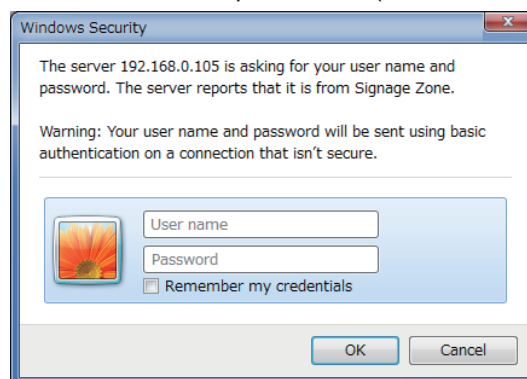 Windows Security
The server 192.168.0.105 is asking for your user name and
password. The server reports that it is from Signage Zone.
Warning: Your user name and password will be sent using basic
authentication on a connection that isn't secure.
User name
Password
Remember my credentials
OK Cancel